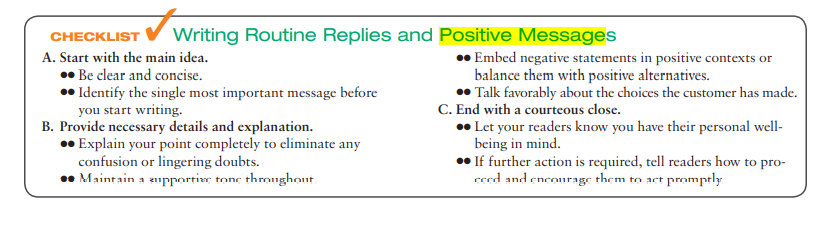 CHECKLIST ✓ Writing Routine Replies and Positive Messages
A. Start with the main idea.
•• Be clear and concise.
•• Identify the single most important message before
you start writing.
B. Provide necessary details and explanation.
•• Explain your point completely to eliminate any
confusion or lingering doubts.
•• Maintain a supportive tone throughout
•• Embed negative statements in positive contexts or
balance them with positive alternatives.
•• Talk favorably about the choices the customer has made.
C. End with a courteous close.
•• Let your readers know you have their personal well-
being in mind.
•• If further action is required, tell readers how to pro-
ceed and encourage them to act promptly